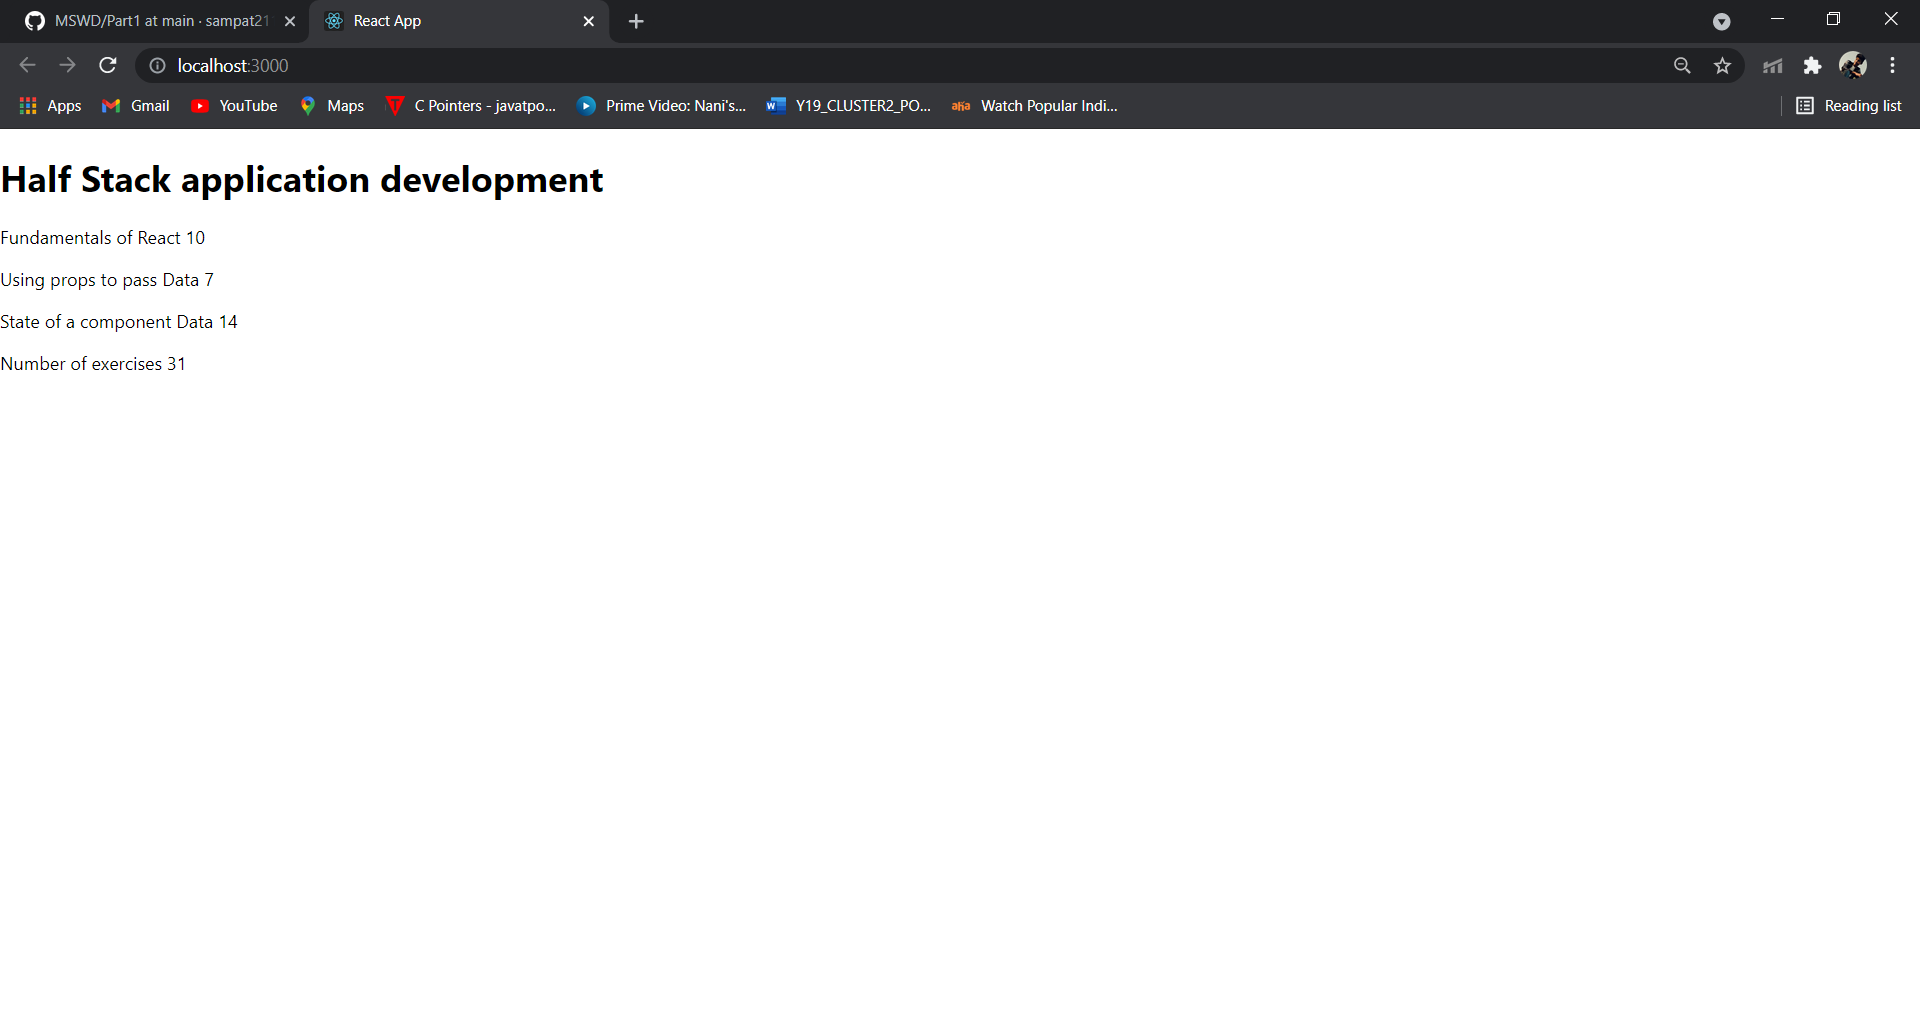 MSWD/Part1 at main · sampat21
React App
localhost:3000
Apps
Gmail
YouTube
Maps
C Pointers - javatpo...
Prime Video: Nani's...
Y19_CLUSTER2_PO...
aha
Watch Popular Indi...
Reading list
Half Stack application development
Fundamentals of React 10
Using props to pass Data 7
State of a component Data 14
Number of exercises 31